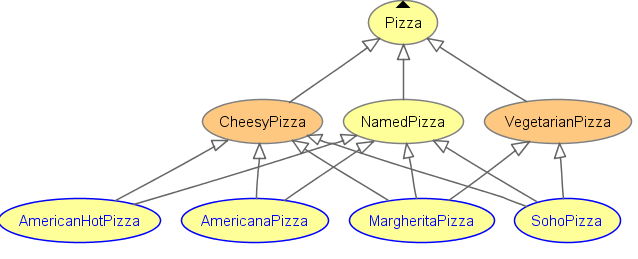 Pizza
CheesyPizza
NamedPizza
VegetarianPizza
AmericanHotPizza
AmericanaPizza
MargheritaPizza
SohoPizza